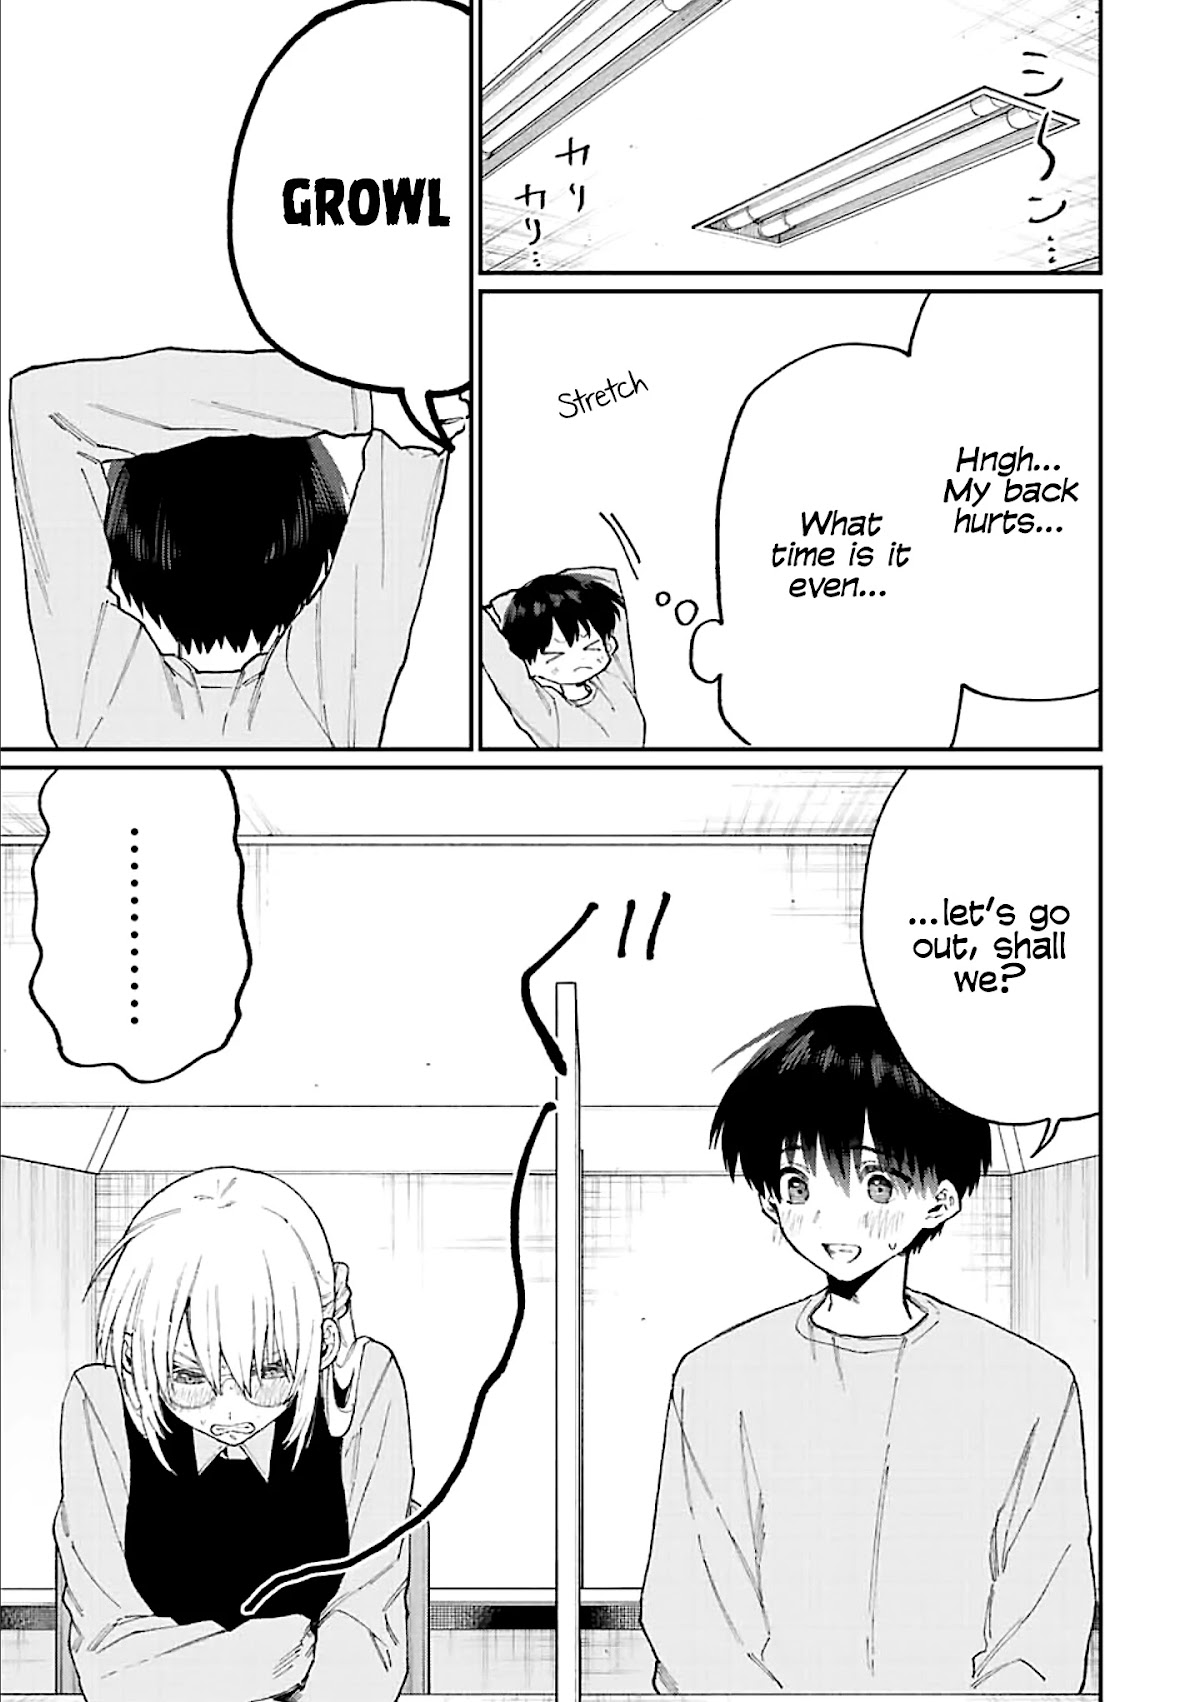 シ〜ン…
カリ
カリ…
Hngh...
My back
hurts...
What
time is it
even...
Stretch
GROWL
...let's go
out, shall
we?
..........